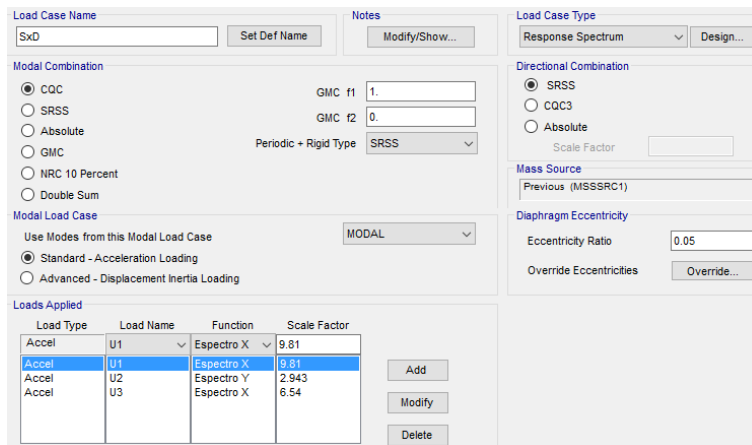 Load Case Name
Notes
Load Case Type
SxD
Set Def Name
Modify/Show...
Response Spectrum
Design...
Modal Combination
Directional Combination
CQC
GMC f1
1.
SRSS
SRSS
GMC f2
0.
CQC3
Absolute
Periodic + Rigid Type
SRSS
Absolute
GMC
Scale Factor
NRC 10 Percent
Mass Source
Double Sum
Previous (MSSSRC1)
Modal Load Case
Diaphragm Eccentricity
Use Modes from this Modal Load Case
MODAL
Eccentricity Ratio
0.05
Standard - Acceleration Loading
Advanced - Displacement Inertia Loading
Override Eccentricities
Override...
Loads Applied
Load Type Load Name Function Scale Factor
Accel U1 Espectro X 9.81
Accel U1 Espectro X 9.81
Accel U2 Espectro Y 2.943
Accel U3 Espectro X 6.54
Add
Modify
Delete